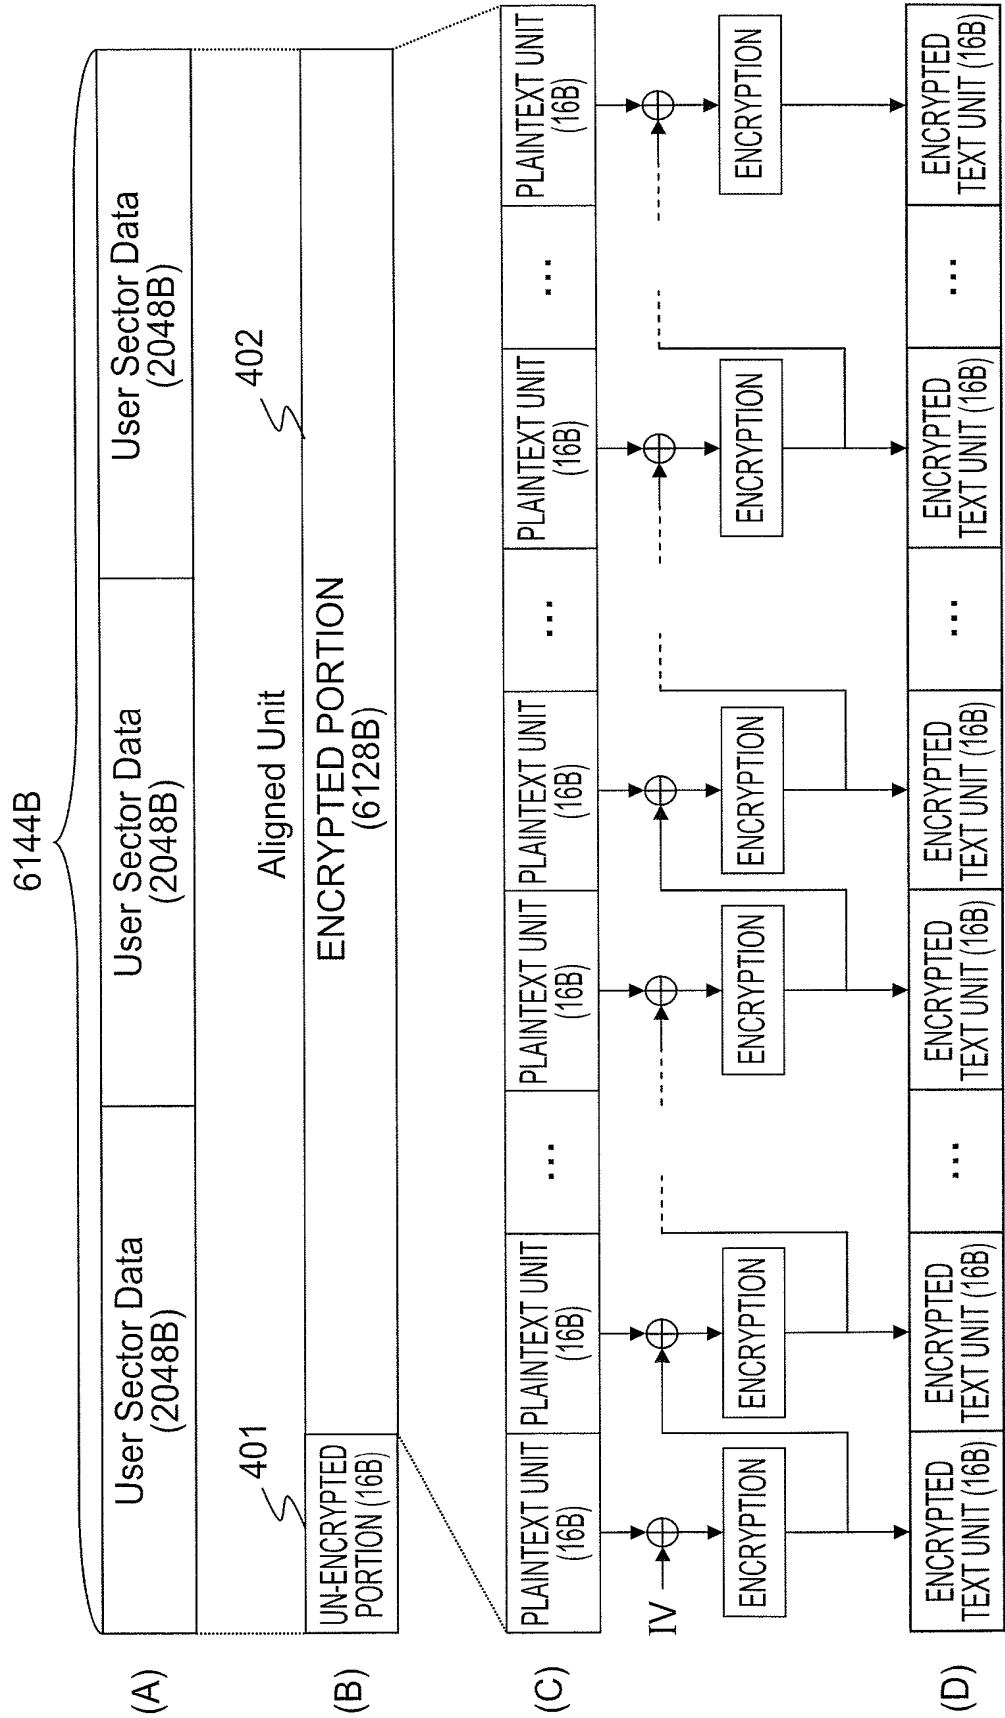 6144B
(A)
User Sector Data
(2048B)
User Sector Data
(2048B)
User Sector Data
(2048B)
401
Aligned Unit
402
(B)
UN-ENCRYPTED
PORTION (16B)
ENCRYPTED PORTION
(6128B)
(C)
PLAINTEXT UNIT
(16B)
PLAINTEXT UNIT
(16B)
...
PLAINTEXT UNIT
(16B)
PLAINTEXT UNIT
(16B)
...
PLAINTEXT UNIT
(16B)
...
PLAINTEXT UNIT
(16B)
IV
ENCRYPTION
ENCRYPTION
ENCRYPTION
ENCRYPTION
ENCRYPTION
ENCRYPTION
(D)
ENCRYPTED
TEXT UNIT (16B)
ENCRYPTED
TEXT UNIT (16B)
...
ENCRYPTED
TEXT UNIT (16B)
ENCRYPTED
TEXT UNIT (16B)
...
ENCRYPTED
TEXT UNIT (16B)
...
ENCRYPTED
TEXT UNIT (16B)